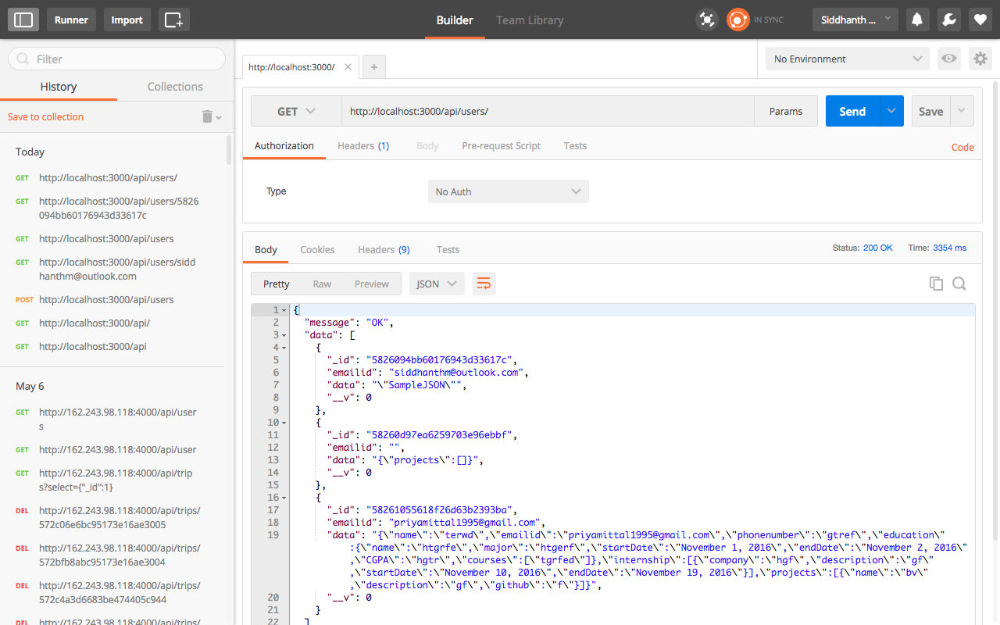 Runner Import Builder Team Library IN SYNC Siddhanth ...
Filter
History Collections
Save to collection
Today
GET http://localhost:3000/api/users/
GET http://localhost:3000/api/users/5826
094bb60176943d33617c
GET http://localhost:3000/api/users
GET http://localhost:3000/api/users/sidd
hanthm@outlook.com
POST http://localhost:3000/api/users
GET http://localhost:3000/api/
GET http://localhost:3000/api
May 6
GET http://162.243.98.118:4000/api/user
s
GET http://162.243.98.118:4000/api/user
GET http://162.243.98.118:4000/api/trip
s?select={"_id":1}
DEL http://162.243.98.118:4000/api/trips/
572c06e6bc95173e16ae3005
DEL http://162.243.98.118:4000/api/trips/
572bfb8abc95173e16ae3004
DEL http://162.243.98.118:4000/api/trips/
572c4a3d6683be474405c944
DEL http://162.243.98.118:4000/api/trips/
http://localhost:3000/ × +
No Environment
GET http://localhost:3000/api/users/ Params Send Save
Authorization Headers (1) Body Pre-request Script Tests Code
Type No Auth
Body Cookies Headers (9) Tests Status: 200 OK Time: 3354 ms
Pretty Raw Preview JSON
1 {
2 "message": "OK",
3 "data": [
4 {
5 "_id": "5826094bb60176943d33617c",
6 "emailid": "siddhanthm@outlook.com",
7 "data": "\"SampleJSON\"",
8 "__v": 0
9 },
10 {
11 "_id": "58260d97ea6259703e96ebbf",
12 "emailid": "",
13 "data": "{\"projects\":[]}",
14 "__v": 0
15 },
16 {
17 "_id": "58261055618f26d63b2393ba",
18 "emailid": "priyamittal1995@gmail.com",
19 "data": "{\"name\":\"terwd\",\"emailid\":\"priyamittal1995@gmail.com\",\"phonenumber\":\"gtref\",\"education\"
:{\"name\":\"htgrfe\",\"major\":\"htgerf\",\"startDate\":\"November 1, 2016\",\"endDate\":\"November 2, 2016\"
,\"CGPA\":\"hgtr\",\"courses\":[\"tgrfed\"]},\"internship\":[{\"company\":\"hgf\",\"description\":\"gf\"
,\"startDate\":\"November 10, 2016\",\"endDate\":\"November 19, 2016\"}],\"projects\":[{\"name\":\"bv\"
,\"description\":\"gf\",\"github\":\"f\"}]}",
20 "__v": 0
21 }
22 ]